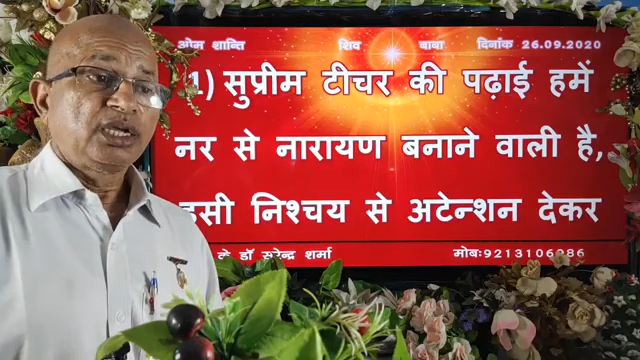 ओम शान्ति शिव बाबा दिनांक 26.09.2020
1) सुप्रीम टीचर की पढ़ाई हमें
नर से नारायण बनाने वाली है,
इसी निश्चय से अटेन्शन देकर
के डॉ सुरेन्द्र शर्मा मोबः9213106986